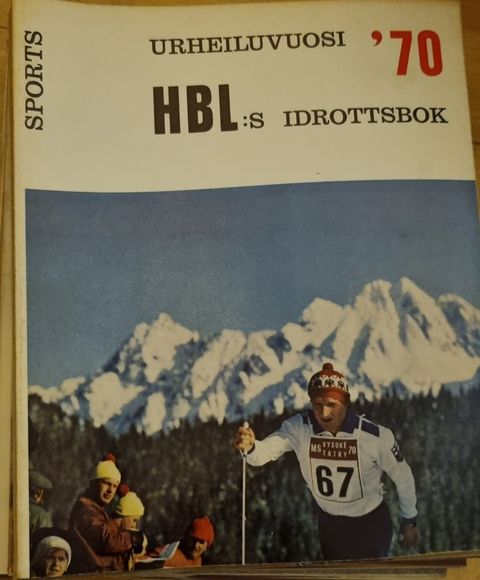 SPORTS
URHEILUVUOSI '70
HBL:S IDROTTSBOK
MS VYSOKÉ TATRY 70
67